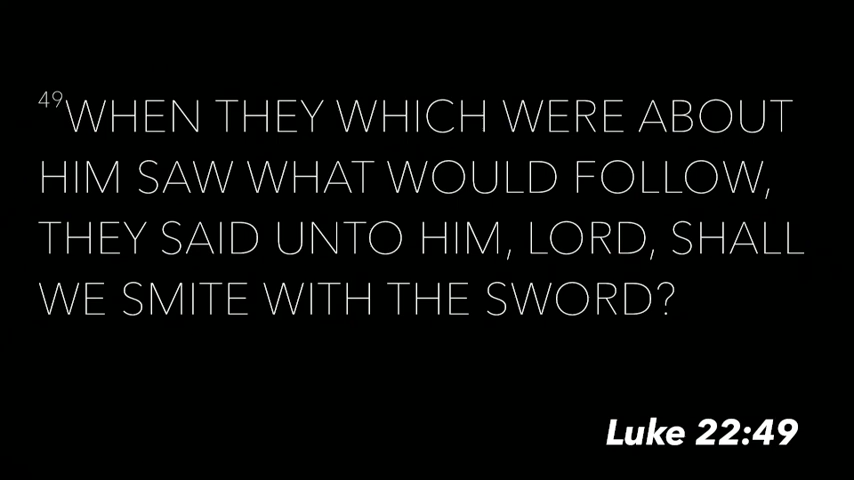 49WHEN THEY WHICH WERE ABOUT
HIM SAW WHAT WOULD FOLLOW,
THEY SAID UNTO HIM, LORD, SHALL
WE SMITE WITH THE SWORD?
Luke 22:49